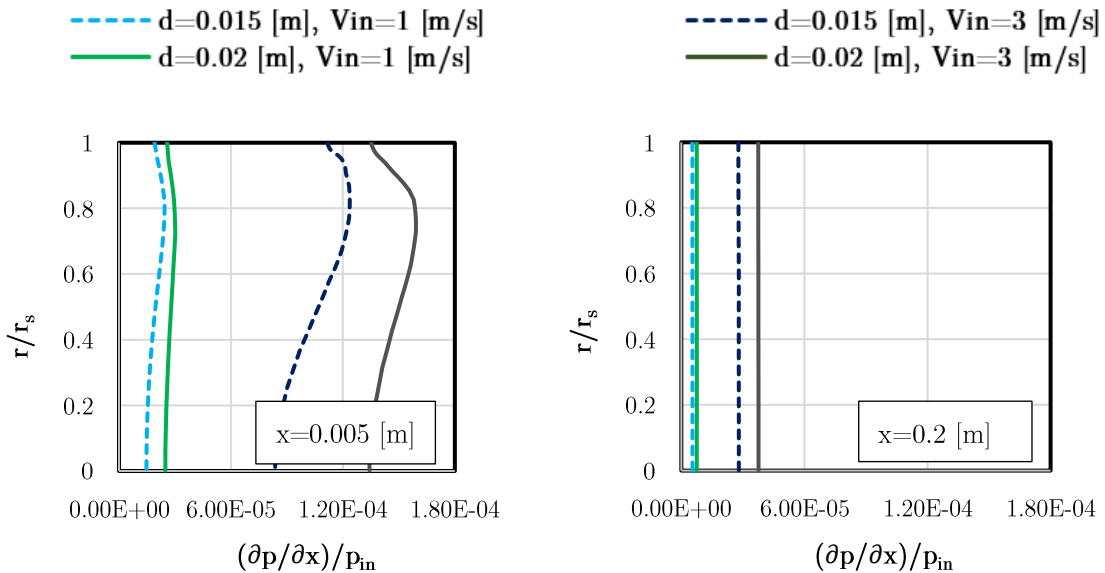 d=0.015 [m], Vin=1 [m/s]
d=0.02 [m], Vin=1 [m/s]
d=0.015 [m], Vin=3 [m/s]
d=0.02 [m], Vin=3 [m/s]
1
0.8
0.6
0.4
0.2
0
r/rₛ
x=0.005 [m]
0.00E+00 6.00E-05 1.20E-04 1.80E-04
(∂p/∂x)/pᵢₙ
1
0.8
0.6
0.4
0.2
0
r/rₛ
x=0.2 [m]
0.00E+00 6.00E-05 1.20E-04 1.80E-04
(∂p/∂x)/pᵢₙ